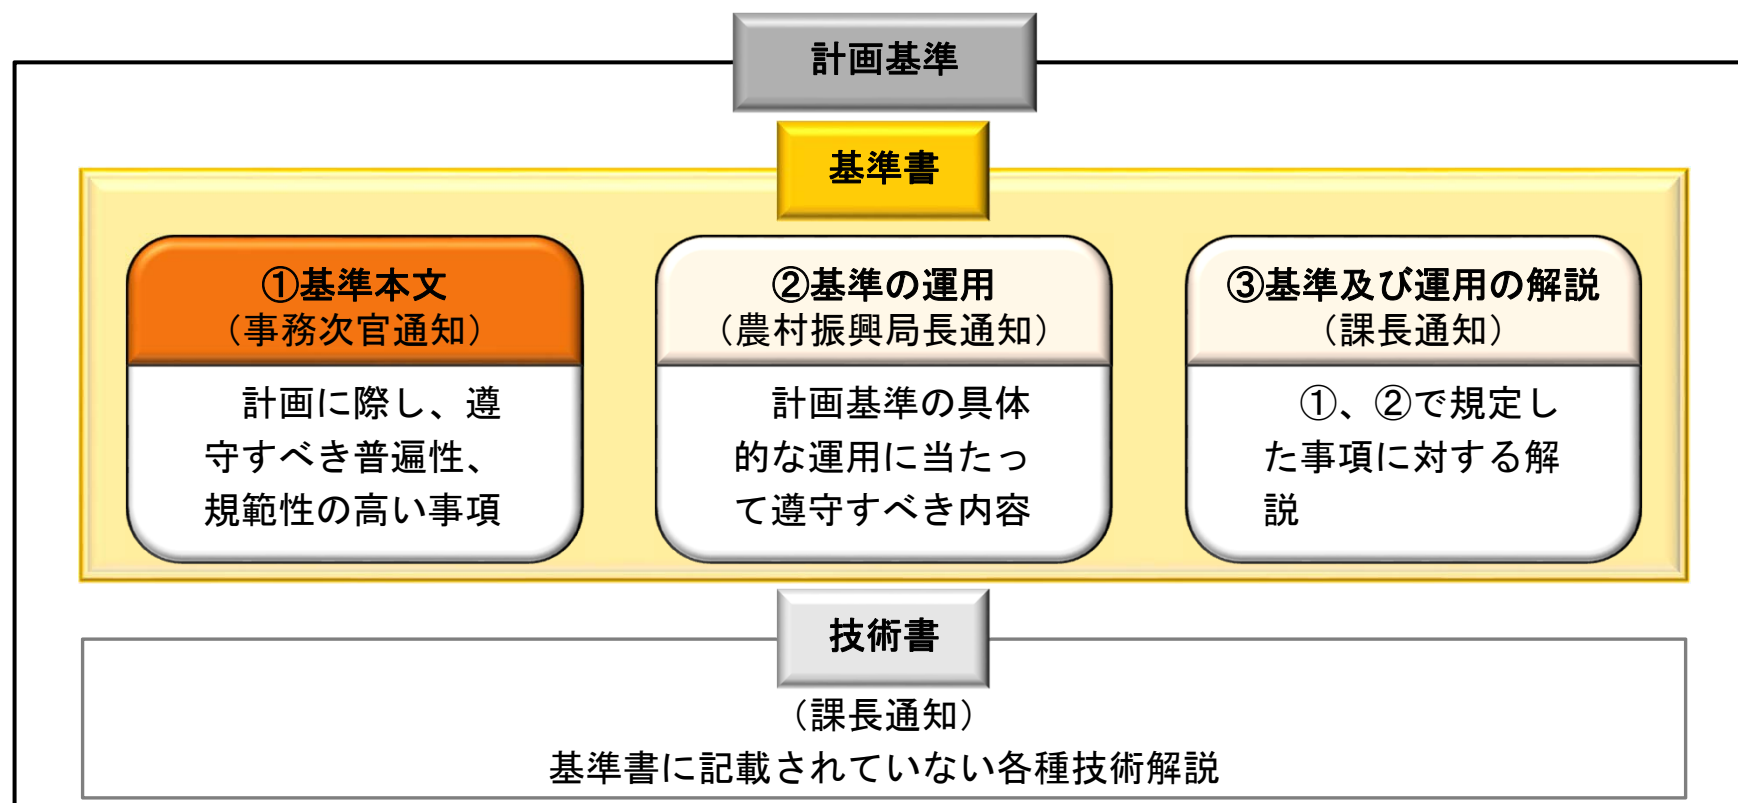 計画基準
基準書
①基準本文
（事務次官通知）
計画に際し、遵
守すべき普遍性、
規範性の高い事項
②基準の運用
（農村振興局長通知）
計画基準の具体
的な運用に当たっ
て遵守すべき内容
③基準及び運用の解説
（課長通知）
①、②で規定し
た事項に対する解
説
技術書
（課長通知）
基準書に記載されていない各種技術解説